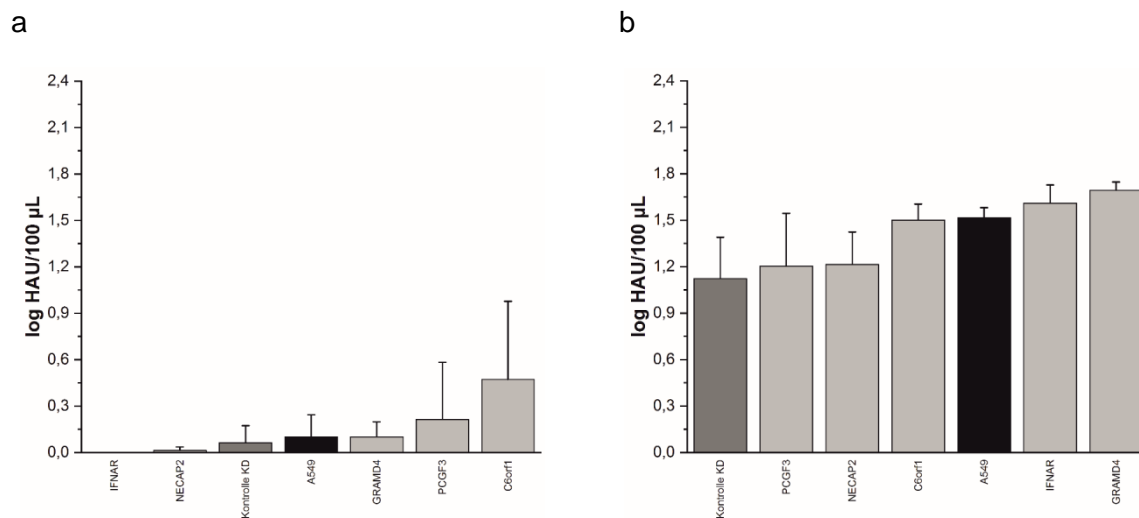 a
log HAU/100 µL
2,4
2,1
1,8
1,5
1,2
0,9
0,6
0,3
0,0
IFNAR
NECAP2
Kontrolle KD
A549
GRAMD4
PCGF3
C6orf1
b
log HAU/100 µL
2,4
2,1
1,8
1,5
1,2
0,9
0,6
0,3
0,0
Kontrolle KD
PCGF3
NECAP2
C6orf1
A549
IFNAR
GRAMD4